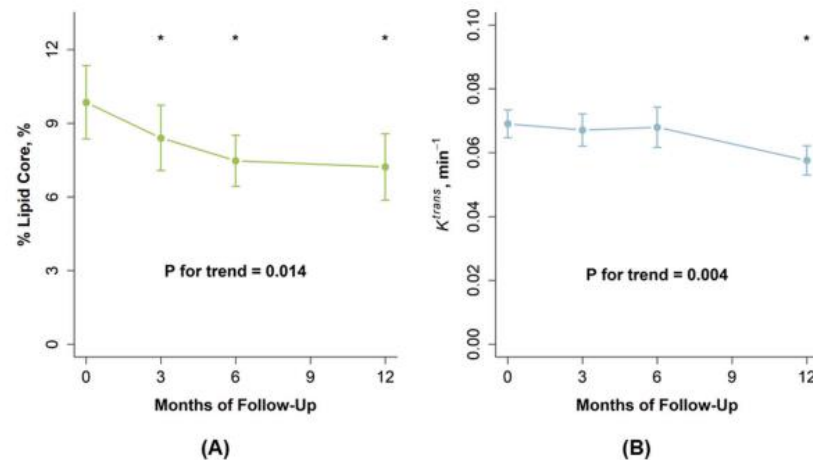 * * *
% Lipid Core, %
12
9
6
3
0
P for trend = 0.014
0 3 6 9 12
Months of Follow-Up
(A)
*
K^trans, min⁻¹
0.10
0.08
0.06
0.04
0.02
0.00
P for trend = 0.004
0 3 6 9 12
Months of Follow-Up
(B)